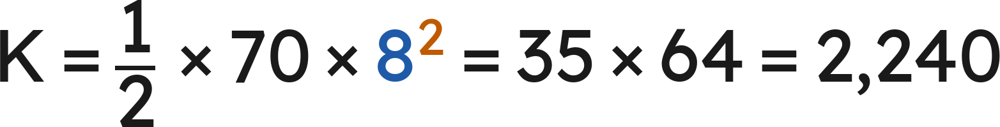 K = 1/2 × 70 × 8² = 35 × 64 = 2,240